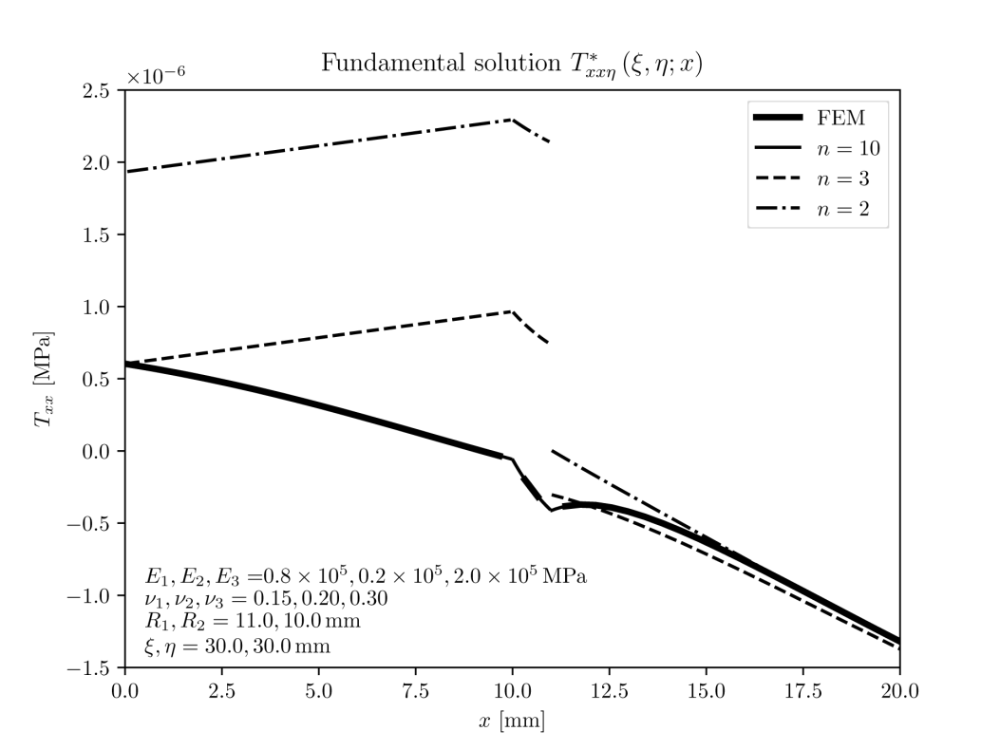 Fundamental solution $T^*_{xx\eta}(\xi, \eta; x)$
×10⁻⁶
2.5
2.0
1.5
1.0
0.5
0.0
−0.5
−1.0
−1.5
$T_{xx}$ [MPa]
FEM
n = 10
n = 3
n = 2
E₁, E₂, E₃ =0.8 × 10⁵, 0.2 × 10⁵, 2.0 × 10⁵ MPa
ν₁, ν₂, ν₃ = 0.15, 0.20, 0.30
R₁, R₂ = 11.0, 10.0 mm
ξ, η = 30.0, 30.0 mm
0.0 2.5 5.0 7.5 10.0 12.5 15.0 17.5 20.0
x [mm]